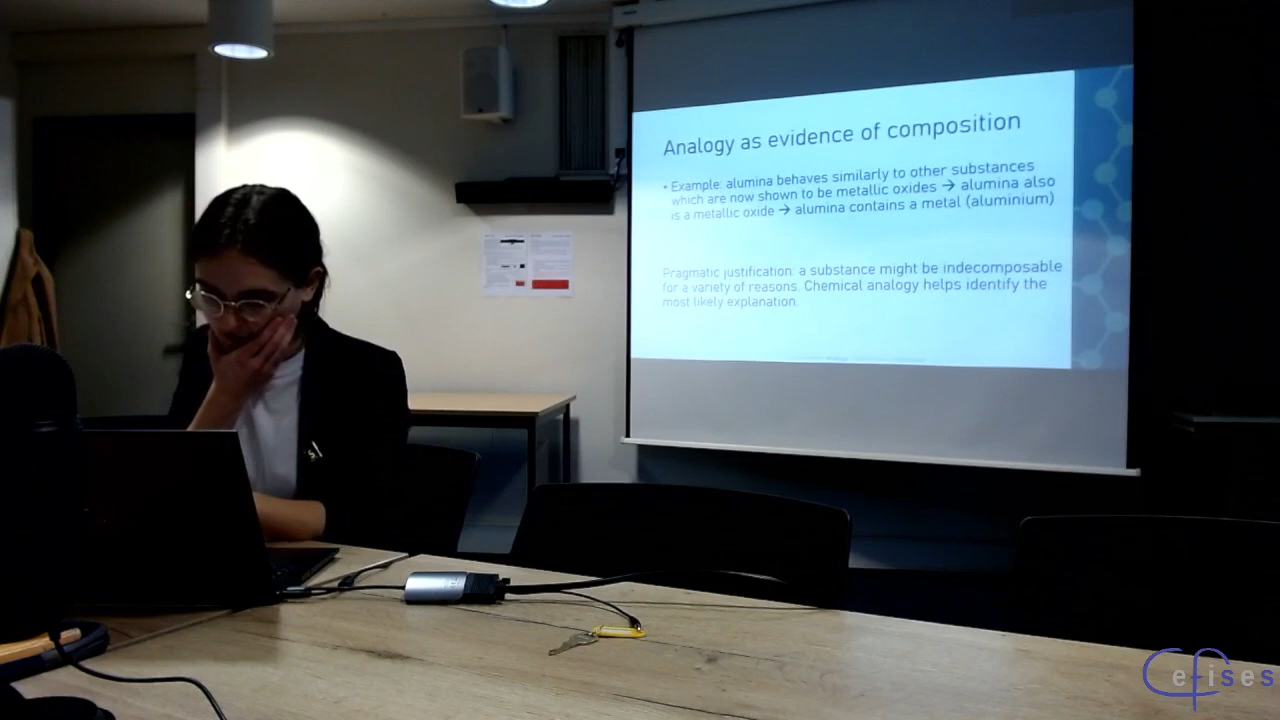 Analogy as evidence of composition
• Example: alumina behaves similarly to other substances
which are now shown to be metallic oxides → alumina also
is a metallic oxide → alumina contains a metal (aluminium)
Pragmatic justification: a substance might be indecomposable
for a variety of reasons. Chemical analogy helps identify the
most likely explanation.
Cefises